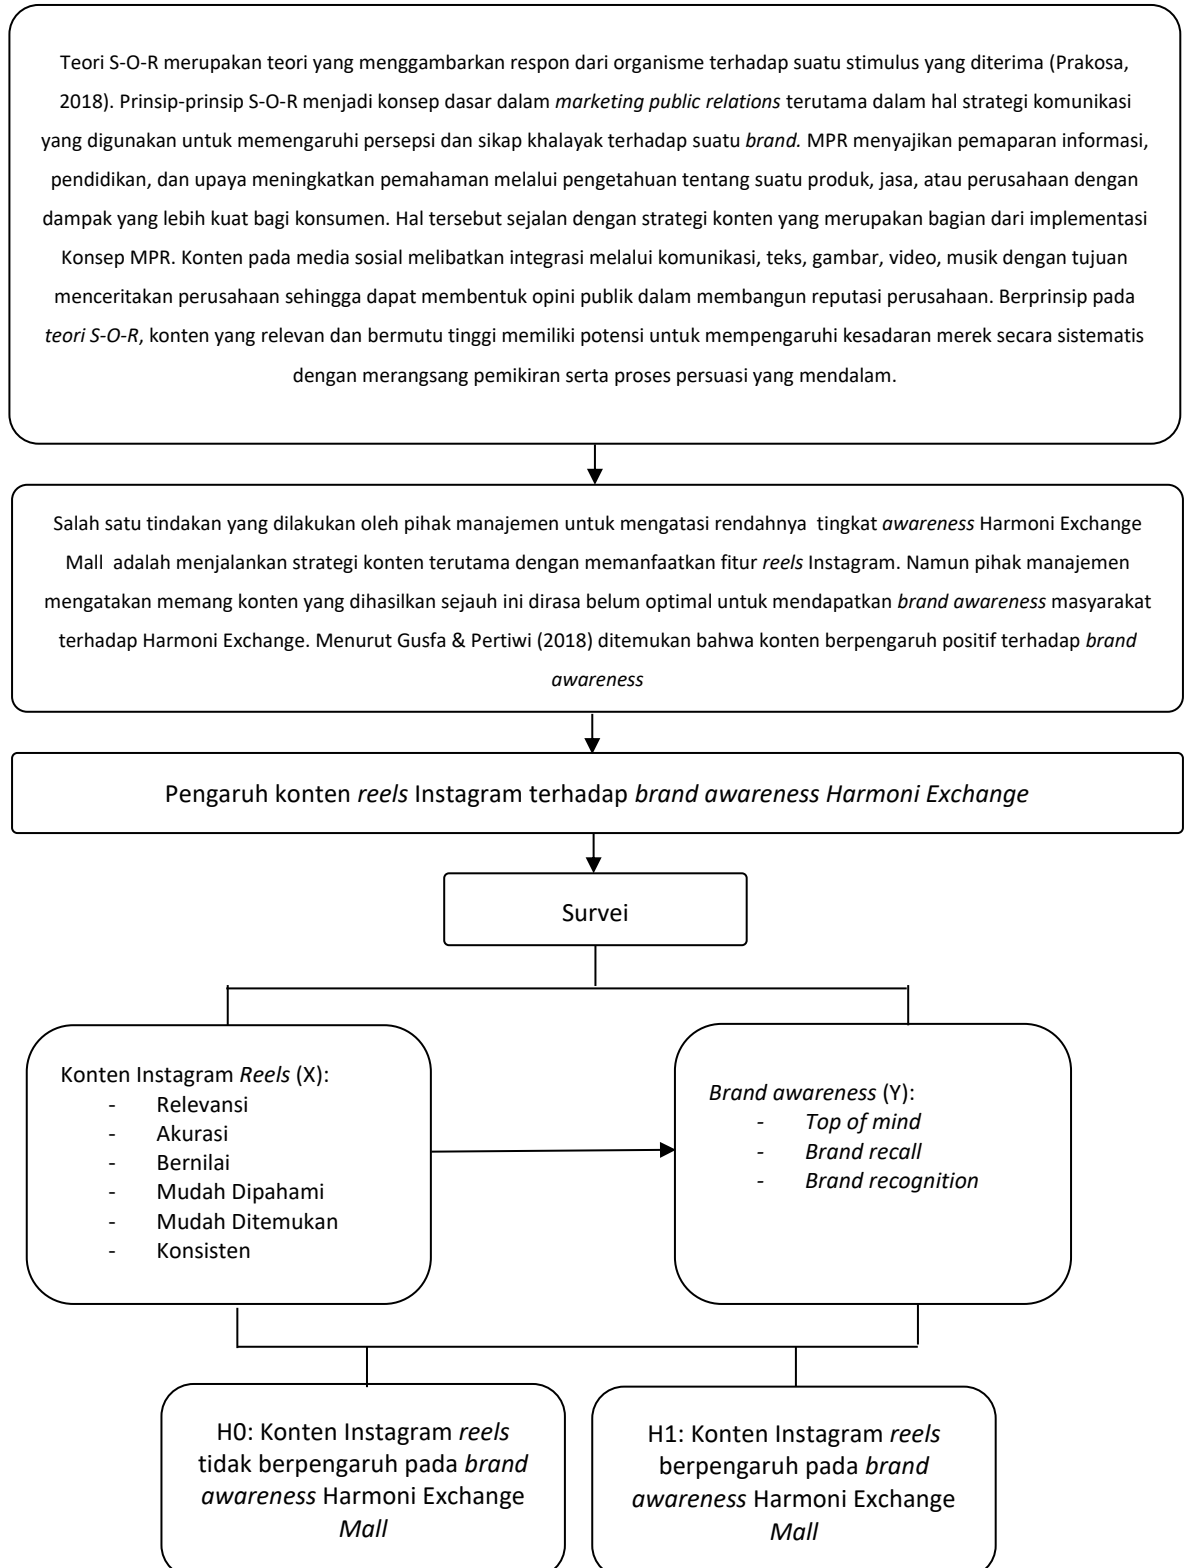 Teori S-O-R merupakan teori yang menggambarkan respon dari organisme terhadap suatu stimulus yang diterima (Prakosa,
2018). Prinsip-prinsip S-O-R menjadi konsep dasar dalam marketing public relations terutama dalam hal strategi komunikasi
yang digunakan untuk memengaruhi persepsi dan sikap khalayak terhadap suatu brand. MPR menyajikan pemaparan informasi,
pendidikan, dan upaya meningkatkan pemahaman melalui pengetahuan tentang suatu produk, jasa, atau perusahaan dengan
dampak yang lebih kuat bagi konsumen. Hal tersebut sejalan dengan strategi konten yang merupakan bagian dari implementasi
Konsep MPR. Konten pada media sosial melibatkan integrasi melalui komunikasi, teks, gambar, video, musik dengan tujuan
menceritakan perusahaan sehingga dapat membentuk opini publik dalam membangun reputasi perusahaan. Berprinsip pada
teori S-O-R, konten yang relevan dan bermutu tinggi memiliki potensi untuk mempengaruhi kesadaran merek secara sistematis
dengan merangsang pemikiran serta proses persuasi yang mendalam.
Salah satu tindakan yang dilakukan oleh pihak manajemen untuk mengatasi rendahnya tingkat awareness Harmoni Exchange
Mall adalah menjalankan strategi konten terutama dengan memanfaatkan fitur reels Instagram. Namun pihak manajemen
mengatakan memang konten yang dihasilkan sejauh ini dirasa belum optimal untuk mendapatkan brand awareness masyarakat
terhadap Harmoni Exchange. Menurut Gusfa & Pertiwi (2018) ditemukan bahwa konten berpengaruh positif terhadap brand
awareness
Pengaruh konten reels Instagram terhadap brand awareness Harmoni Exchange
Survei
Konten Instagram Reels (X):
- Relevansi
- Akurasi
- Bernilai
- Mudah Dipahami
- Mudah Ditemukan
- Konsisten
Brand awareness (Y):
- Top of mind
- Brand recall
- Brand recognition
H0: Konten Instagram reels
tidak berpengaruh pada brand
awareness Harmoni Exchange
Mall
H1: Konten Instagram reels
berpengaruh pada brand
awareness Harmoni Exchange
Mall